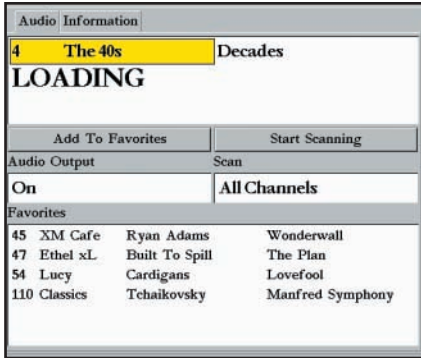 Audio Information
4 The 40s Decades
LOADING
Add To Favorites Start Scanning
Audio Output Scan
On All Channels
Favorites
45 XM Cafe Ryan Adams Wonderwall
47 Ethel xL Built To Spill The Plan
54 Lucy Cardigans Lovefool
110 Classics Tchaikovsky Manfred Symphony